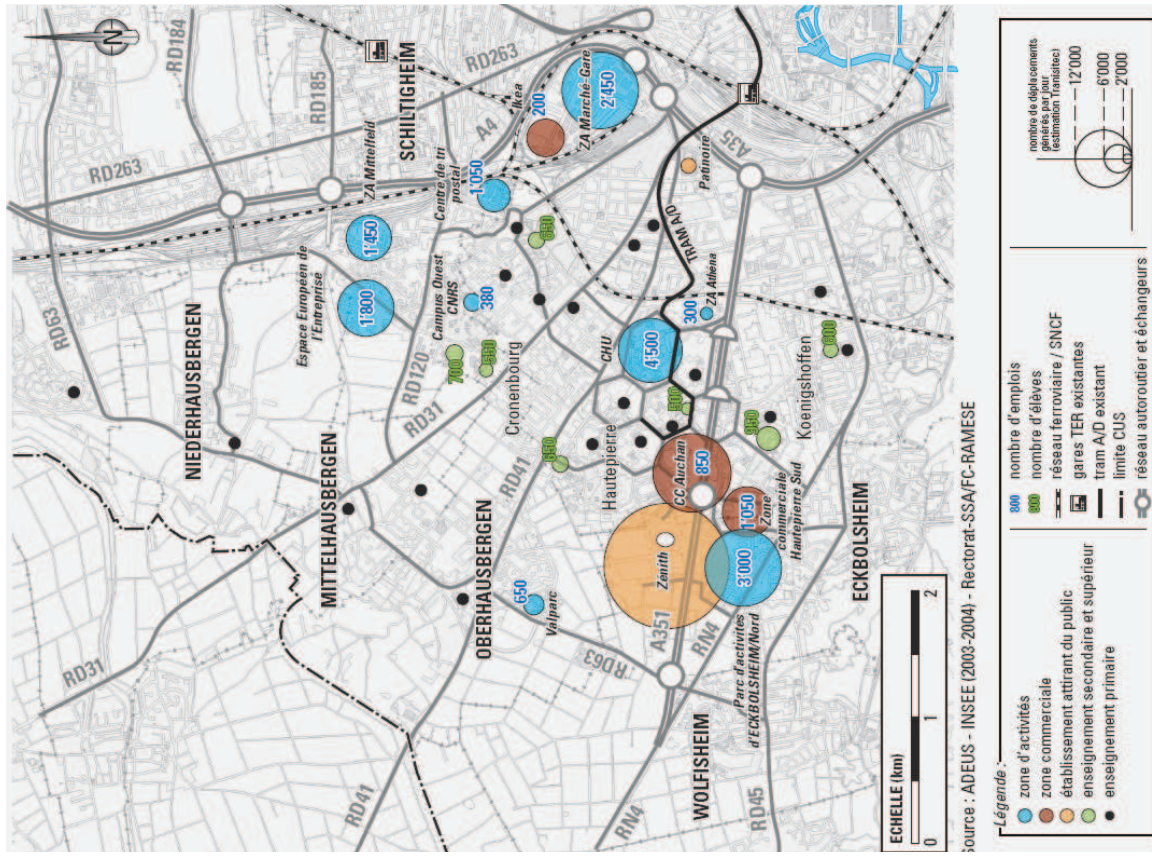 N
RD184
RD185
RD263
RD63
RD263
SCHILTIGHEIM
A4
Ikea
200
2'450
ZA Marché-Gare
ZA Mittelfeld
1'450
Centre de tri
postal
1'050
A35
Patinoire
NIEDERHAUSBERGEN
Espace Européen de
l'Entreprise
1'800
RD120
Campus Ouest
CNRS
380
700
RD31
Cronenbourg
TRAM A/D
300
ZA Athéna
CHU
4'500
MITTELHAUSBERGEN
RD41
650
Hautepierre
500
950
Koenigshoffen
600
RD31
OBERHAUSBERGEN
650
Valparc
CC Auchan
850
Zénith
1'050
Zone
commerciale
Hautepierre Sud
3'000
Parc d'activités
d'ECKBOLSHEIM/Nord
ECKBOLSHEIM
RD63
A351
RN4
RD41
WOLFISHEIM
RN4
RD45
ECHELLE (km)
0 1 2
Source : ADEUS - INSEE (2003-2004) - Rectorat-SSA/FC-RAMESE
Légende :
zone d'activités
zone commerciale
établissement attirant du public
enseignement secondaire et supérieur
enseignement primaire
800 nombre d'emplois
800 nombre d'élèves
réseau ferroviaire / SNCF
gares TER existantes
tram A/D existant
limite CUS
réseau autoroutier et échangeurs
nombre de déplacements
générés par jour
(estimation Transitec)
12'000
6'000
2'000